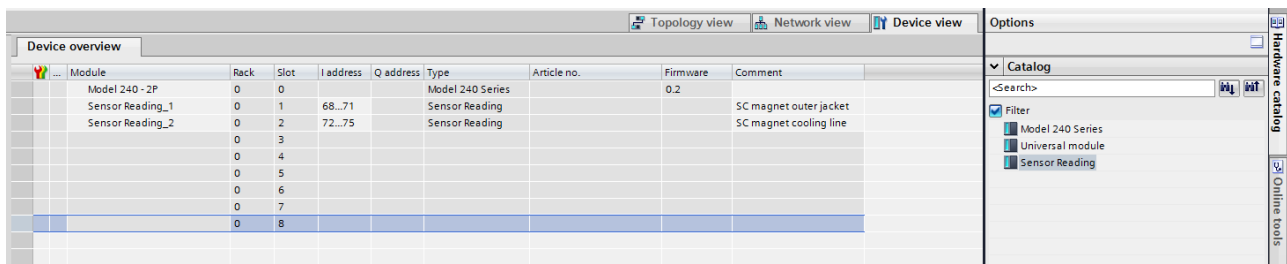 Topology view Network view Device view Options
Device overview
... Module Rack Slot I address Q address Type Article no. Firmware Comment
Model 240 - 2P 0 0 Model 240 Series 0.2
Sensor Reading_1 0 1 68...71 Sensor Reading SC magnet outer jacket
Sensor Reading_2 0 2 72...75 Sensor Reading SC magnet cooling line
0 3
0 4
0 5
0 6
0 7
0 8
Catalog
<Search>
Filter
Model 240 Series
Universal module
Sensor Reading
Hardware catalog
Online tools